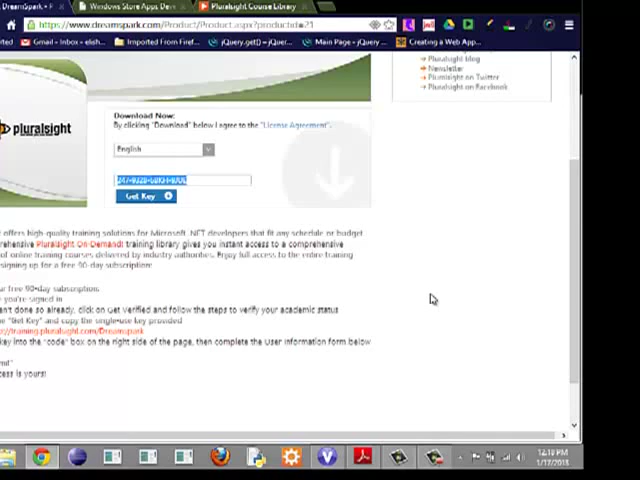 DreamSpark - P
Windows Store Apps Dev
Pluralsight Course Library
https://www.dreamspark.com/Product/Product.aspx?productid=21
Gmail - Inbox - elish
Imported From Firef...
jQuery.get() – jQuer...
Main Page – jQuery...
Creating a Web App...
Pluralsight blog
Newsletter
Pluralsight on Twitter
Pluralsight on Facebook
pluralsight
Download Now:
By clicking "Download" below I agree to the "License Agreement".
English
Get Key
offers high-quality training solutions for Microsoft .NET developers that fit any schedule or budget
rehensive Pluralsight On-Demand! training library gives you instant access to a comprehensive
of online training courses delivered by industry authorities. Enjoy full access to the entire training
signing up for a free 90-day subscription:
ur free 90-day subscription:
e you're signed in
en't done so already, click on Get Verified and follow the steps to verify your academic status
e "Get Key" and copy the single-use key provided
://training.pluralsight.com/Dreamspark
key into the "code" box on the right side of the page, then complete the User Information form below
mit"
cess is yours!
12:18 PM
1/17/2013